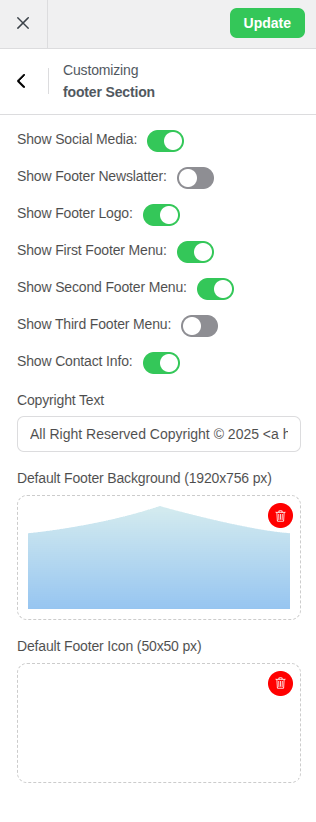 Update
Customizing
footer Section
Show Social Media:
Show Footer Newslatter:
Show Footer Logo:
Show First Footer Menu:
Show Second Footer Menu:
Show Third Footer Menu:
Show Contact Info:
Copyright Text
All Right Reserved Copyright © 2025 <a h
Default Footer Background (1920x756 px)
Default Footer Icon (50x50 px)